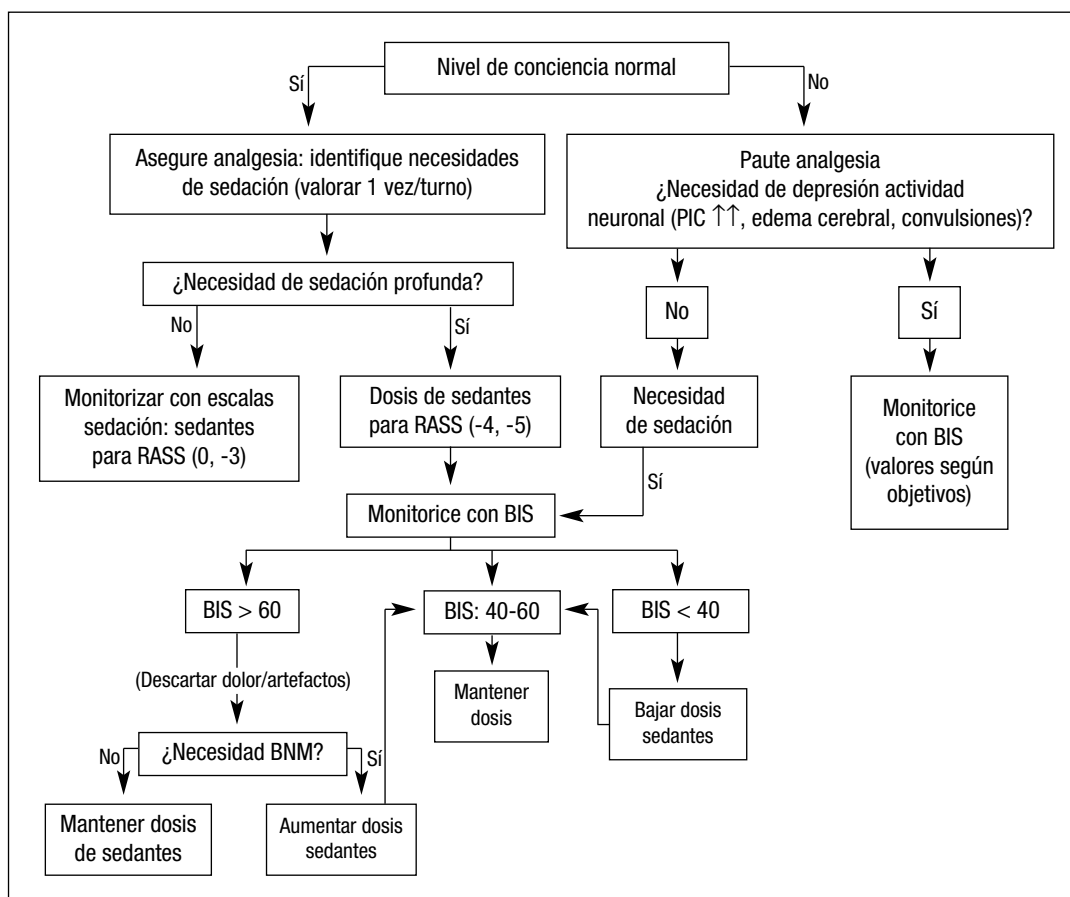 Nivel de conciencia normal
Sí
No
Asegure analgesia: identifique necesidades
de sedación (valorar 1 vez/turno)
Paute analgesia
¿Necesidad de depresión actividad
neuronal (PIC ↑↑, edema cerebral, convulsiones)?
¿Necesidad de sedación profunda?
No
Sí
No
Sí
Monitorizar con escalas
sedación: sedantes
para RASS (0, -3)
Dosis de sedantes
para RASS (-4, -5)
Necesidad
de sedación
Monitorice
con BIS
(valores según
objetivos)
Sí
Monitorice con BIS
BIS > 60
BIS: 40-60
BIS < 40
(Descartar dolor/artefactos)
Mantener
dosis
Bajar dosis
sedantes
No
¿Necesidad BNM?
Sí
Mantener dosis
de sedantes
Aumentar dosis
sedantes